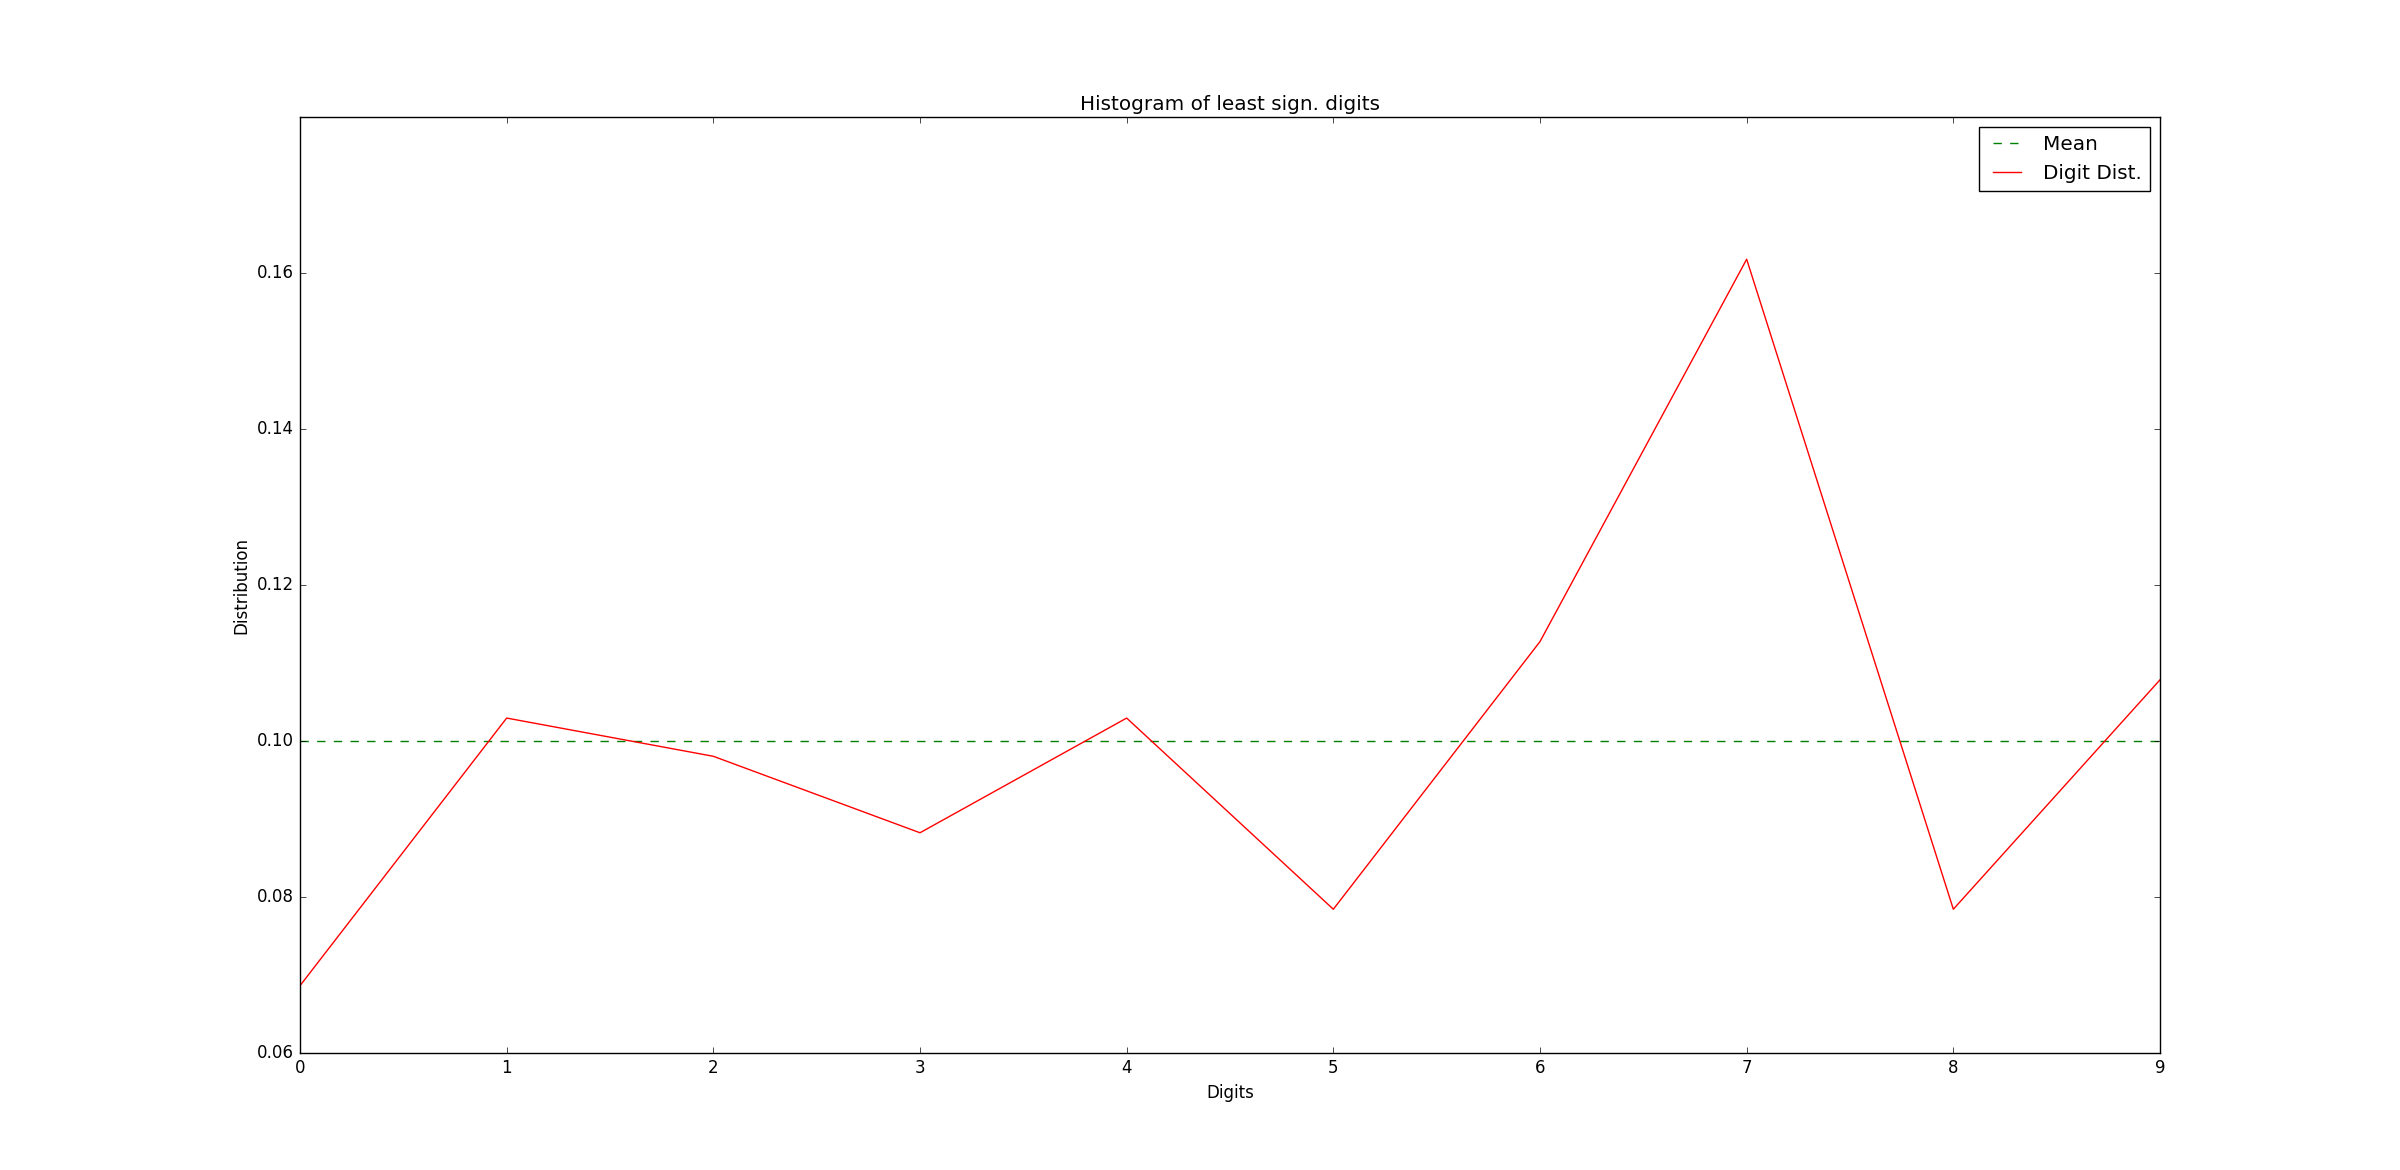 Histogram of least sign. digits
Mean
Digit Dist.
0.16
0.14
0.12
0.10
0.08
0.06
Distribution
0 1 2 3 4 5 6 7 8 9
Digits